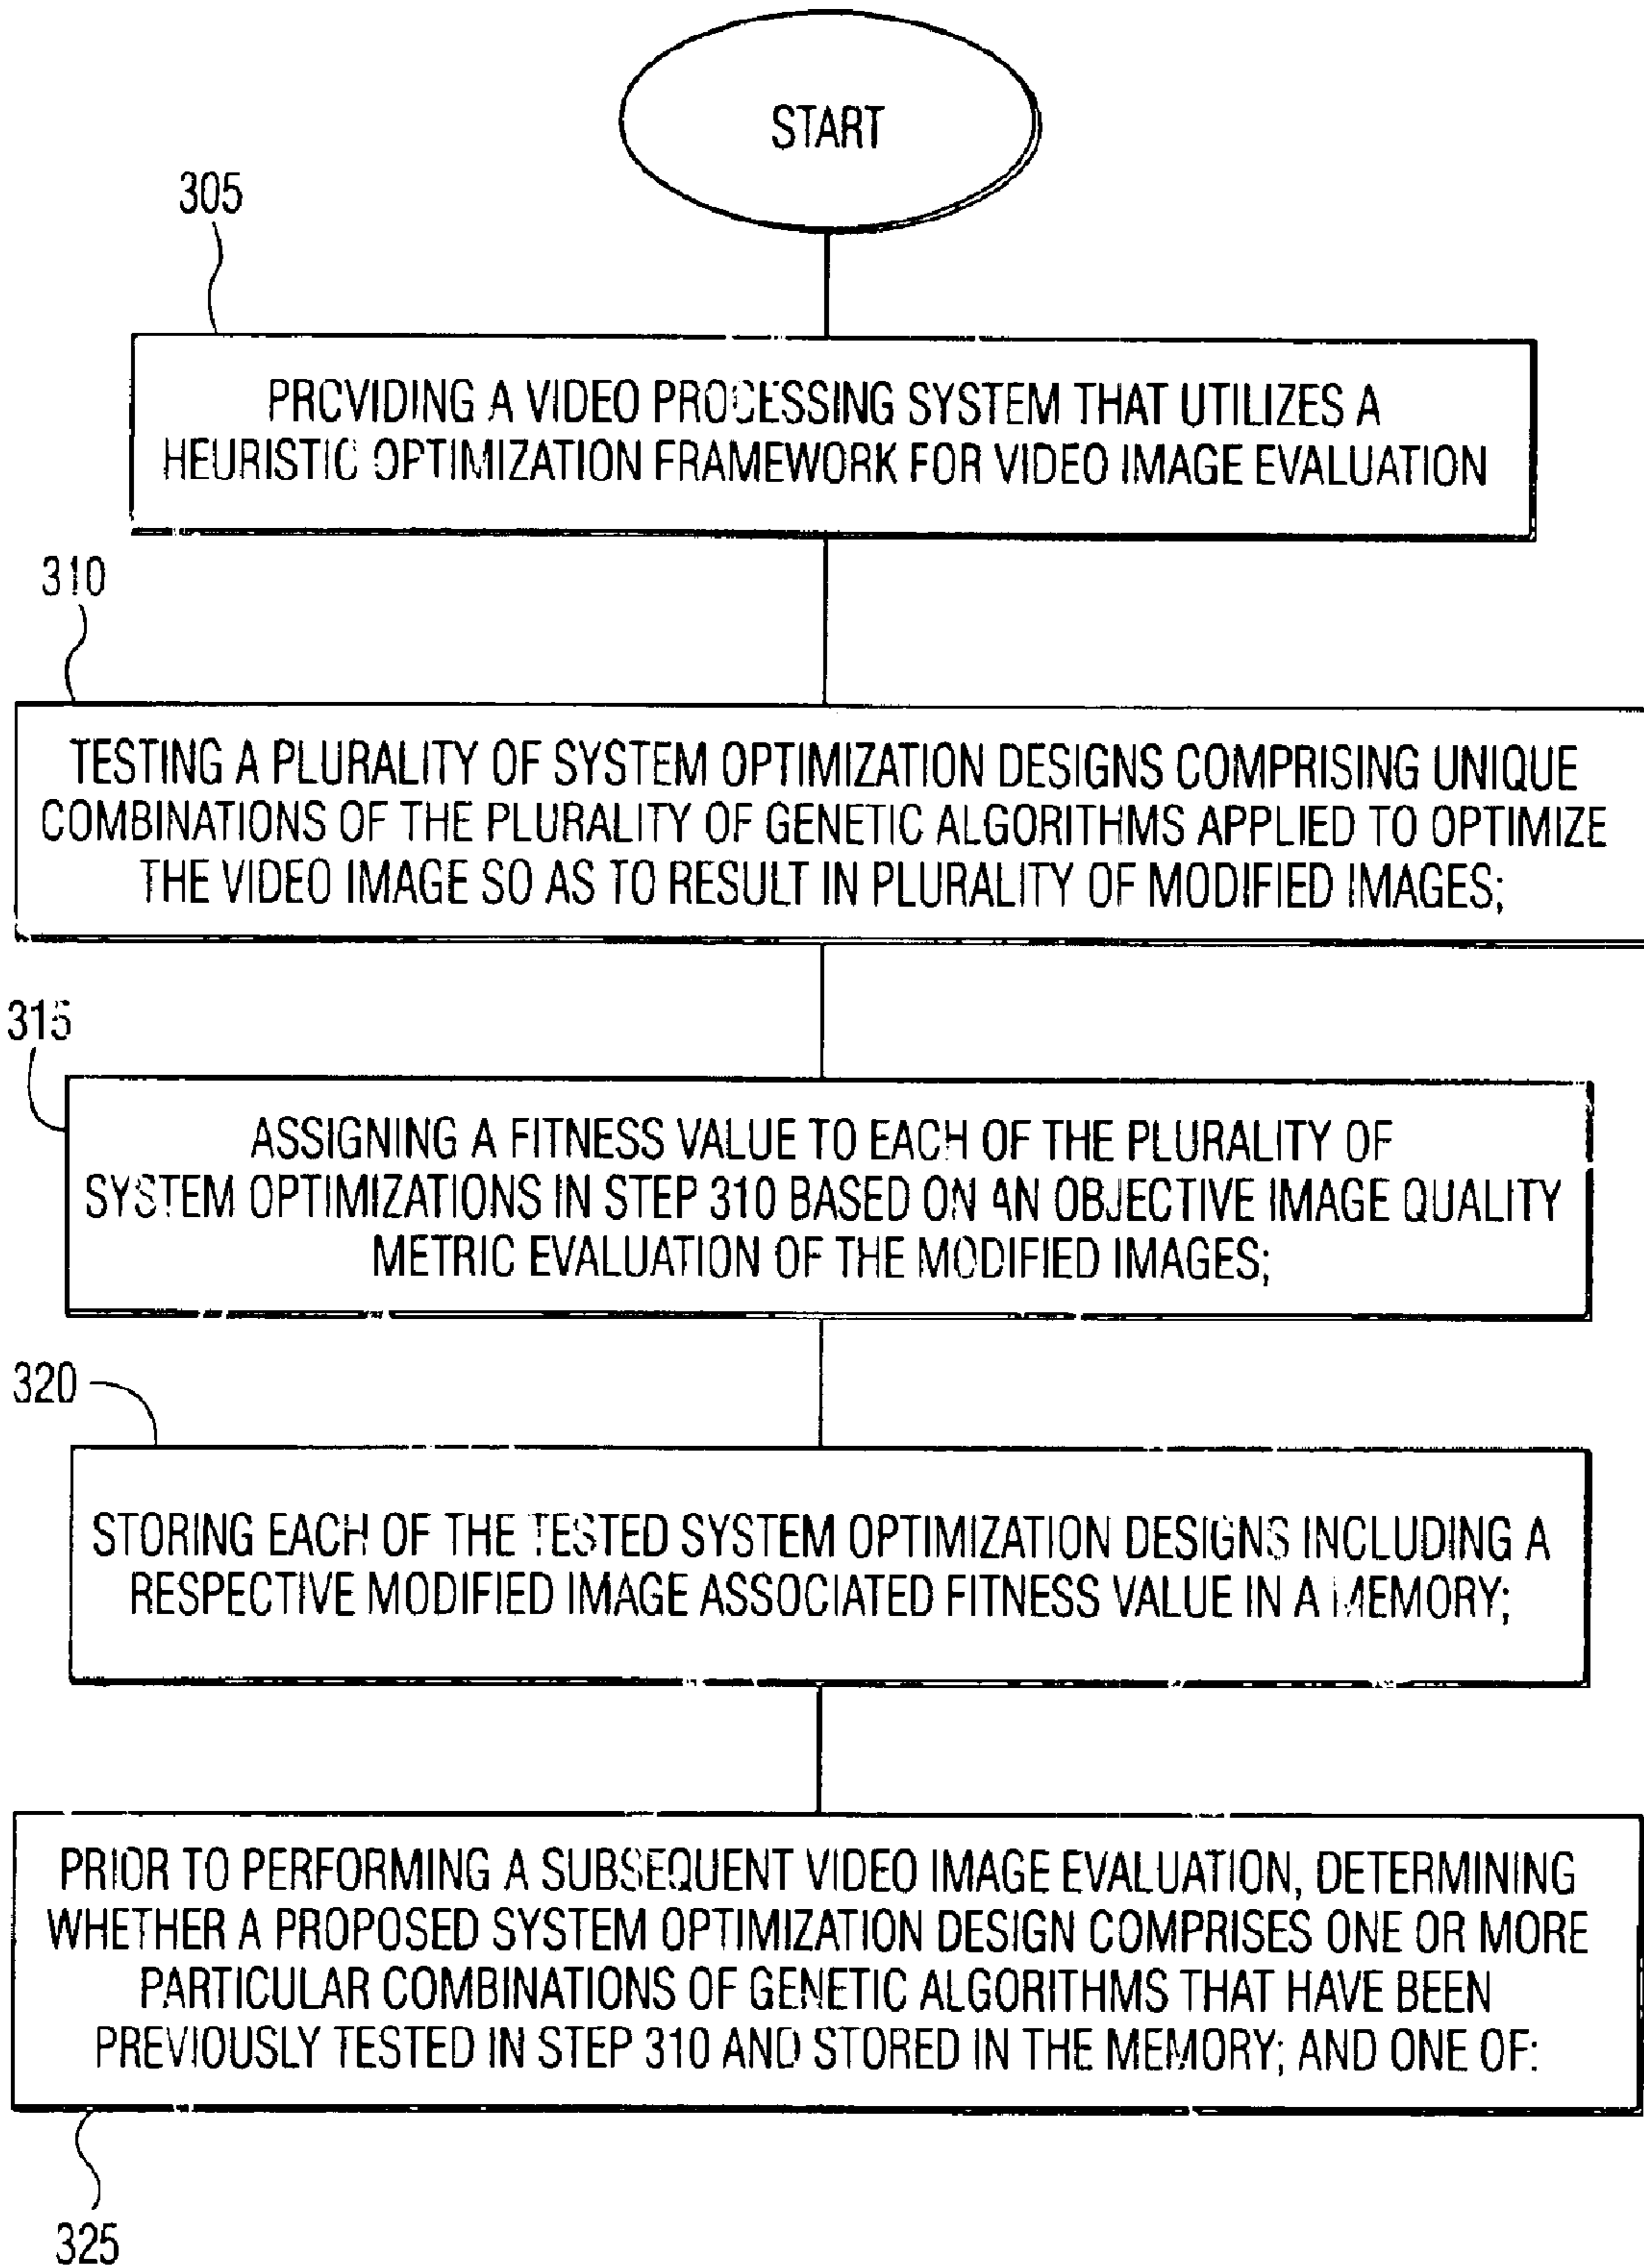 START
305
PROVIDING A VIDEO PROCESSING SYSTEM THAT UTILIZES A
HEURISTIC OPTIMIZATION FRAMEWORK FOR VIDEO IMAGE EVALUATION
310
TESTING A PLURALITY OF SYSTEM OPTIMIZATION DESIGNS COMPRISING UNIQUE
COMBINATIONS OF THE PLURALITY OF GENETIC ALGORITHMS APPLIED TO OPTIMIZE
THE VIDEO IMAGE SO AS TO RESULT IN PLURALITY OF MODIFIED IMAGES;
315
ASSIGNING A FITNESS VALUE TO EACH OF THE PLURALITY OF
SYSTEM OPTIMIZATIONS IN STEP 310 BASED ON AN OBJECTIVE IMAGE QUALITY
METRIC EVALUATION OF THE MODIFIED IMAGES;
320
STORING EACH OF THE TESTED SYSTEM OPTIMIZATION DESIGNS INCLUDING A
RESPECTIVE MODIFIED IMAGE ASSOCIATED FITNESS VALUE IN A MEMORY;
PRIOR TO PERFORMING A SUBSEQUENT VIDEO IMAGE EVALUATION, DETERMINING
WHETHER A PROPOSED SYSTEM OPTIMIZATION DESIGN COMPRISES ONE OR MORE
PARTICULAR COMBINATIONS OF GENETIC ALGORITHMS THAT HAVE BEEN
PREVIOUSLY TESTED IN STEP 310 AND STORED IN THE MEMORY; AND ONE OF:
325